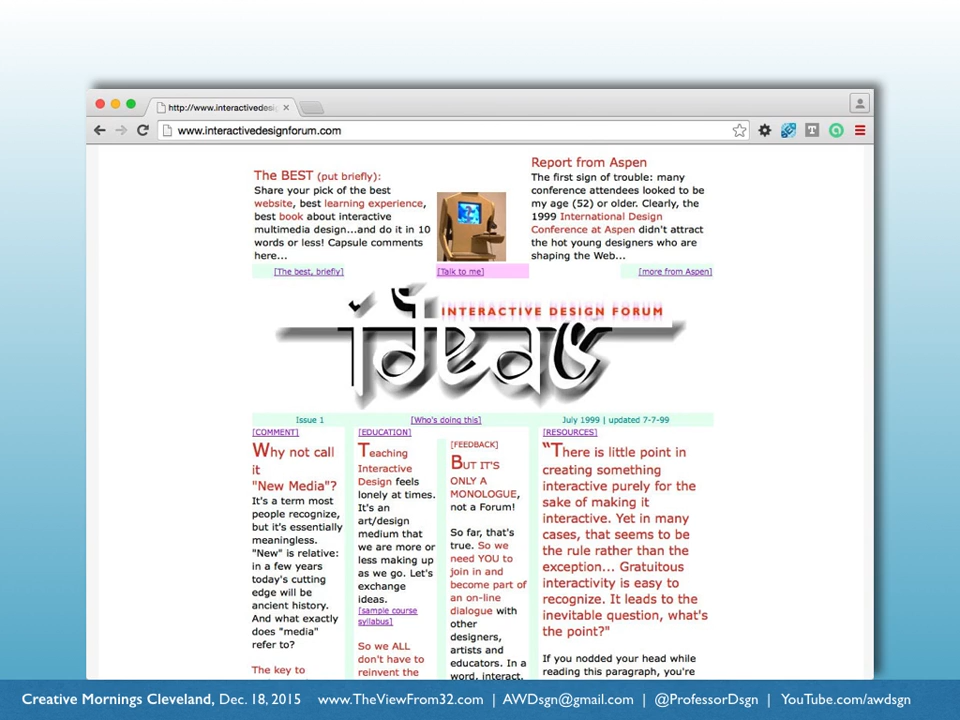 http://www.interactivedesi
www.interactivedesignforum.com
The BEST (put briefly):
Share your pick of the best
website, best learning experience,
best book about interactive
multimedia design...and do it in 10
words or less! Capsule comments
here...
[The best, briefly]
[Talk to me]
Report from Aspen
The first sign of trouble: many
conference attendees looked to be
my age (52) or older. Clearly, the
1999 International Design
Conference at Aspen didn't attract
the hot young designers who are
shaping the Web...
[more from Aspen]
INTERACTIVE DESIGN FORUM
ideas
Issue 1
[Who's doing this]
July 1999 | updated 7-7-99
[COMMENT]
Why not call
it
"New Media"?
It's a term most
people recognize,
but it's essentially
meaningless.
"New" is relative:
in a few years
today's cutting
edge will be
ancient history.
And what exactly
does "media"
refer to?
The key to
[EDUCATION]
Teaching
Interactive
Design feels
lonely at times.
It's an
art/design
medium that
we are more or
less making up
as we go. Let's
exchange
ideas.
[sample course
syllabus]
So we ALL
don't have to
reinvent the
[FEEDBACK]
BUT IT'S
ONLY A
MONOLOGUE,
not a Forum!
So far, that's
true. So we
need YOU to
join in and
become part of
an on-line
dialogue with
other
designers,
artists and
educators. In a
word, interact.
[RESOURCES]
"There is little point in
creating something
interactive purely for the
sake of making it
interactive. Yet in many
cases, that seems to be
the rule rather than the
exception... Gratuitous
interactivity is easy to
recognize. It leads to the
inevitable question, what's
the point?"
If you nodded your head while
reading this paragraph, you're
Creative Mornings Cleveland, Dec. 18, 2015 www.TheViewFrom32.com | AWDsgn@gmail.com | @ProfessorDsgn | YouTube.com/awdsgn